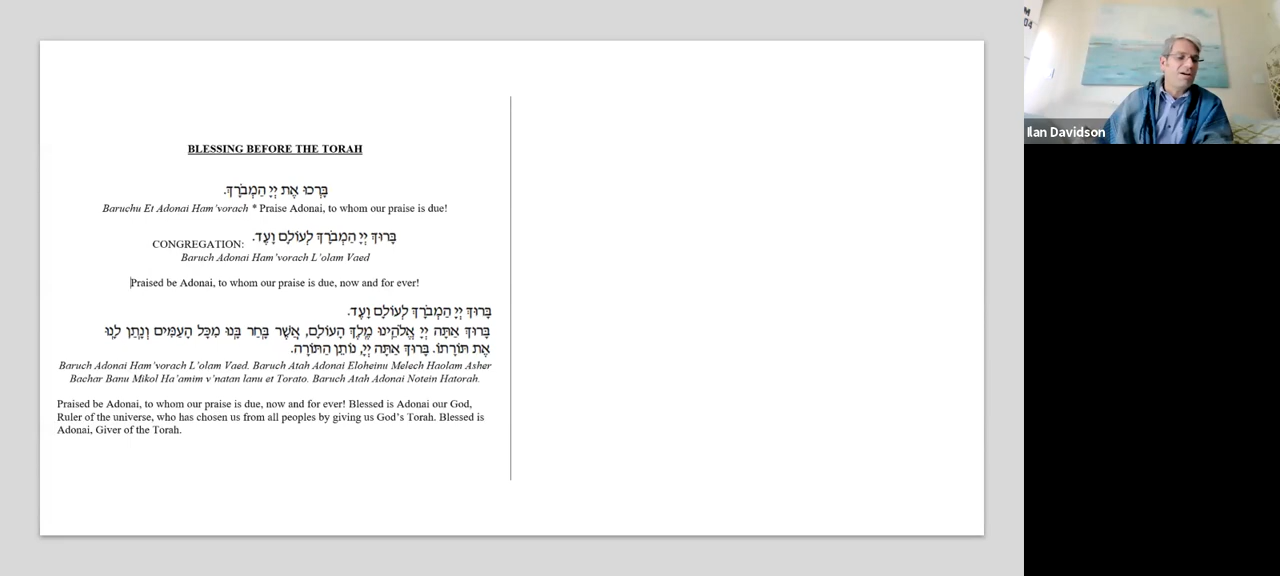 BLESSING BEFORE THE TORAH
בָּרְכוּ אֶת יְיָ הַמְבֹרָךְ.
Baruchu Et Adonai Ham'vorach * Praise Adonai, to whom our praise is due!
CONGREGATION: בָּרוּךְ יְיָ הַמְבֹרָךְ לְעוֹלָם וָעֶד.
Baruch Adonai Ham'vorach L'olam Vaed
Praised be Adonai, to whom our praise is due, now and for ever!
בָּרוּךְ יְיָ הַמְבֹרָךְ לְעוֹלָם וָעֶד.
בָּרוּךְ אַתָּה יְיָ אֱלֹהֵינוּ מֶלֶךְ הָעוֹלָם, אֲשֶׁר בָּחַר בָּנוּ מִכָּל הָעַמִּים וְנָתַן לָנוּ
אֶת תּוֹרָתוֹ. בָּרוּךְ אַתָּה יְיָ, נוֹתֵן הַתּוֹרָה.
Baruch Adonai Ham'vorach L'olam Vaed. Baruch Atah Adonai Eloheinu Melech Haolam Asher
Bachar Banu Mikol Ha'amim v'natan lanu et Torato. Baruch Atah Adonai Notein Hatorah.
Praised be Adonai, to whom our praise is due, now and for ever! Blessed is Adonai our God,
Ruler of the universe, who has chosen us from all peoples by giving us God's Torah. Blessed is
Adonai, Giver of the Torah.
M
04
Ilan Davidson